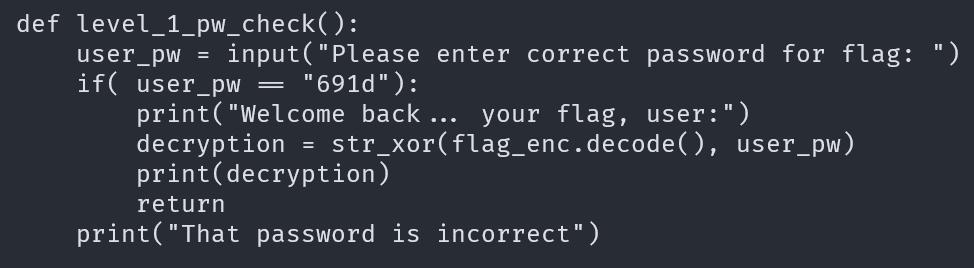 def level_1_pw_check():
    user_pw = input("Please enter correct password for flag: ")
    if( user_pw == "691d"):
        print("Welcome back... your flag, user:")
        decryption = str_xor(flag_enc.decode(), user_pw)
        print(decryption)
        return
    print("That password is incorrect")